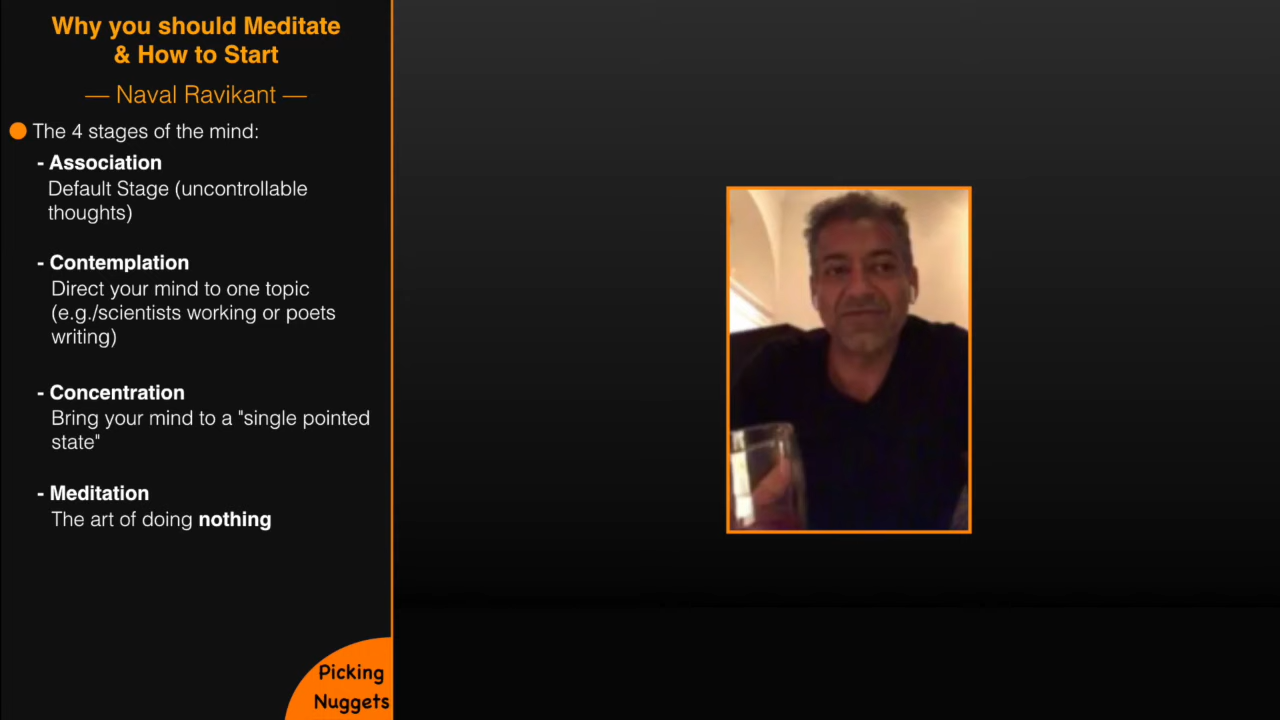 Why you should Meditate
& How to Start
— Naval Ravikant —
The 4 stages of the mind:
- Association
Default Stage (uncontrollable
thoughts)
- Contemplation
Direct your mind to one topic
(e.g./scientists working or poets
writing)
- Concentration
Bring your mind to a "single pointed
state"
- Meditation
The art of doing nothing
Picking
Nuggets